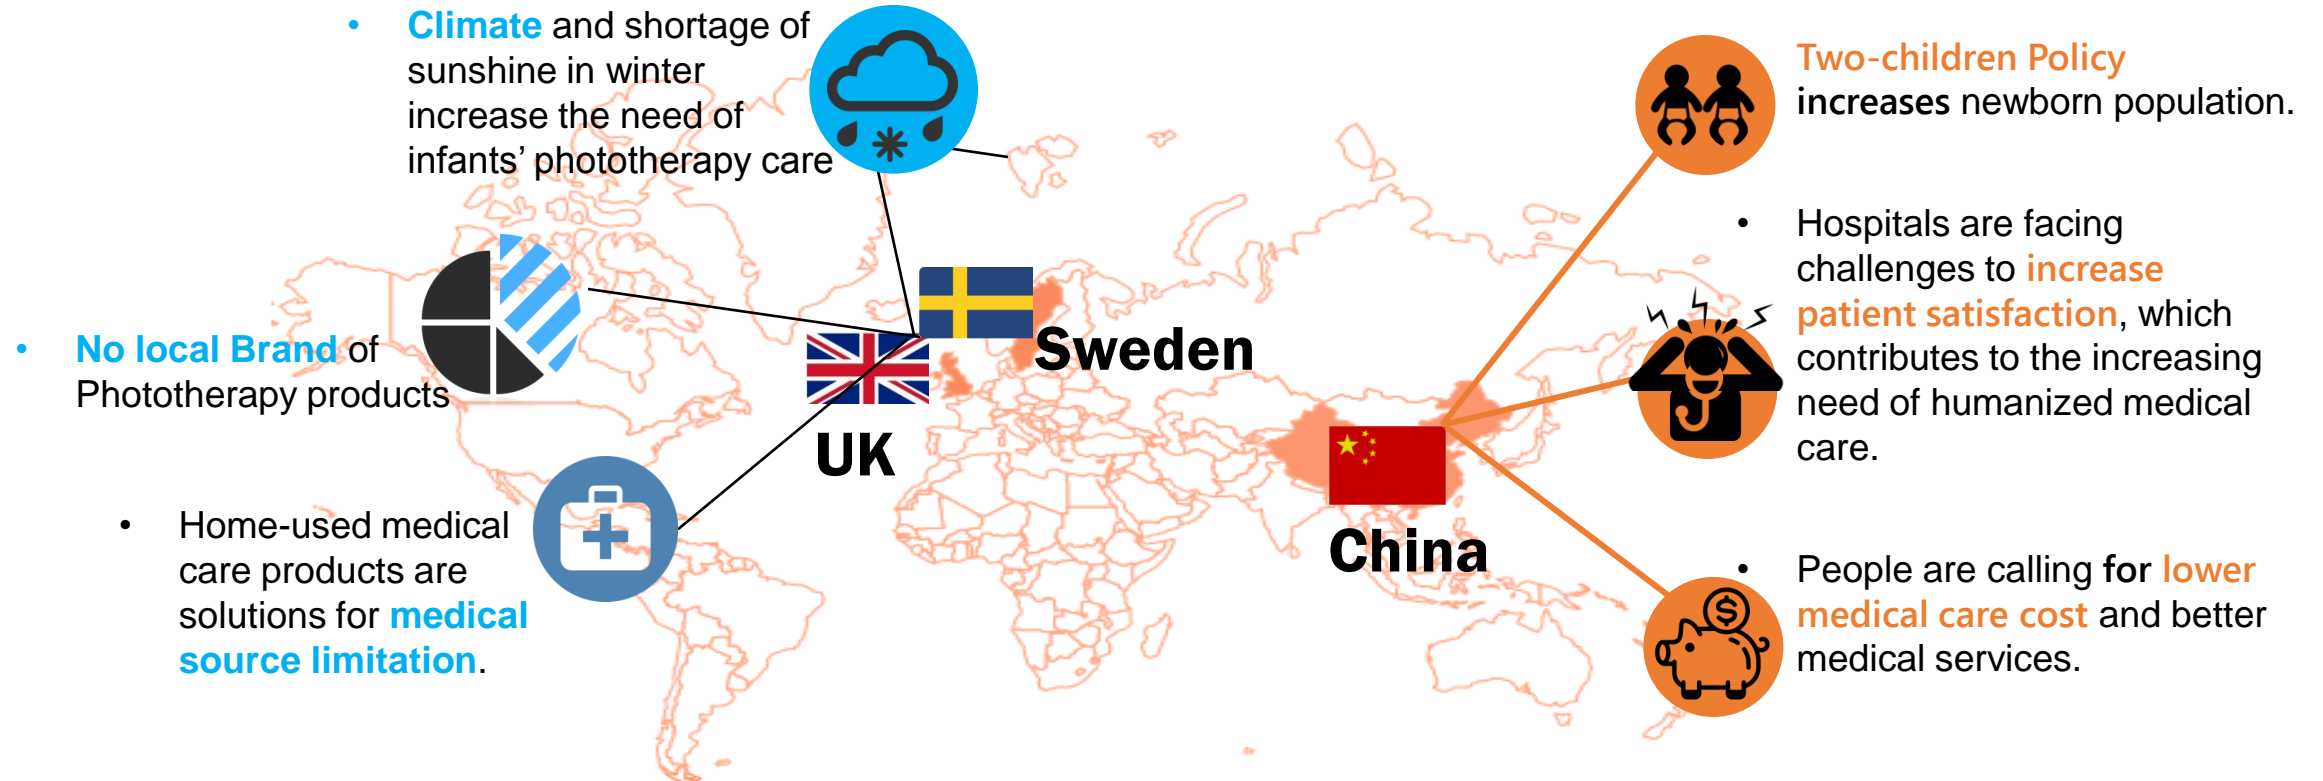 • Climate and shortage of
sunshine in winter
increase the need of
infants’ phototherapy care
• No local Brand of
Phototherapy products
• Home-used medical
care products are
solutions for medical
source limitation.
Sweden
UK
China
Two-children Policy
increases newborn population.
• Hospitals are facing
challenges to increase
patient satisfaction, which
contributes to the increasing
need of humanized medical
care.
• People are calling for lower
medical care cost and better
medical services.
$